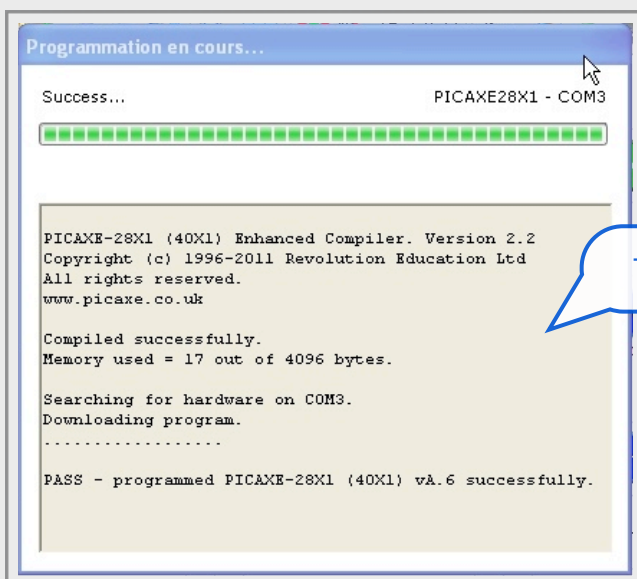 Programmation en cours...
Success... PICAXE28X1 - COM3
PICAXE-28X1 (40X1) Enhanced Compiler. Version 2.2
Copyright (c) 1996-2011 Revolution Education Ltd
All rights reserved.
www.picaxe.co.uk
Compiled successfully.
Memory used = 17 out of 4096 bytes.
Searching for hardware on COM3.
Downloading program.
..................
PASS - programmed PICAXE-28X1 (40X1) vA.6 successfully.